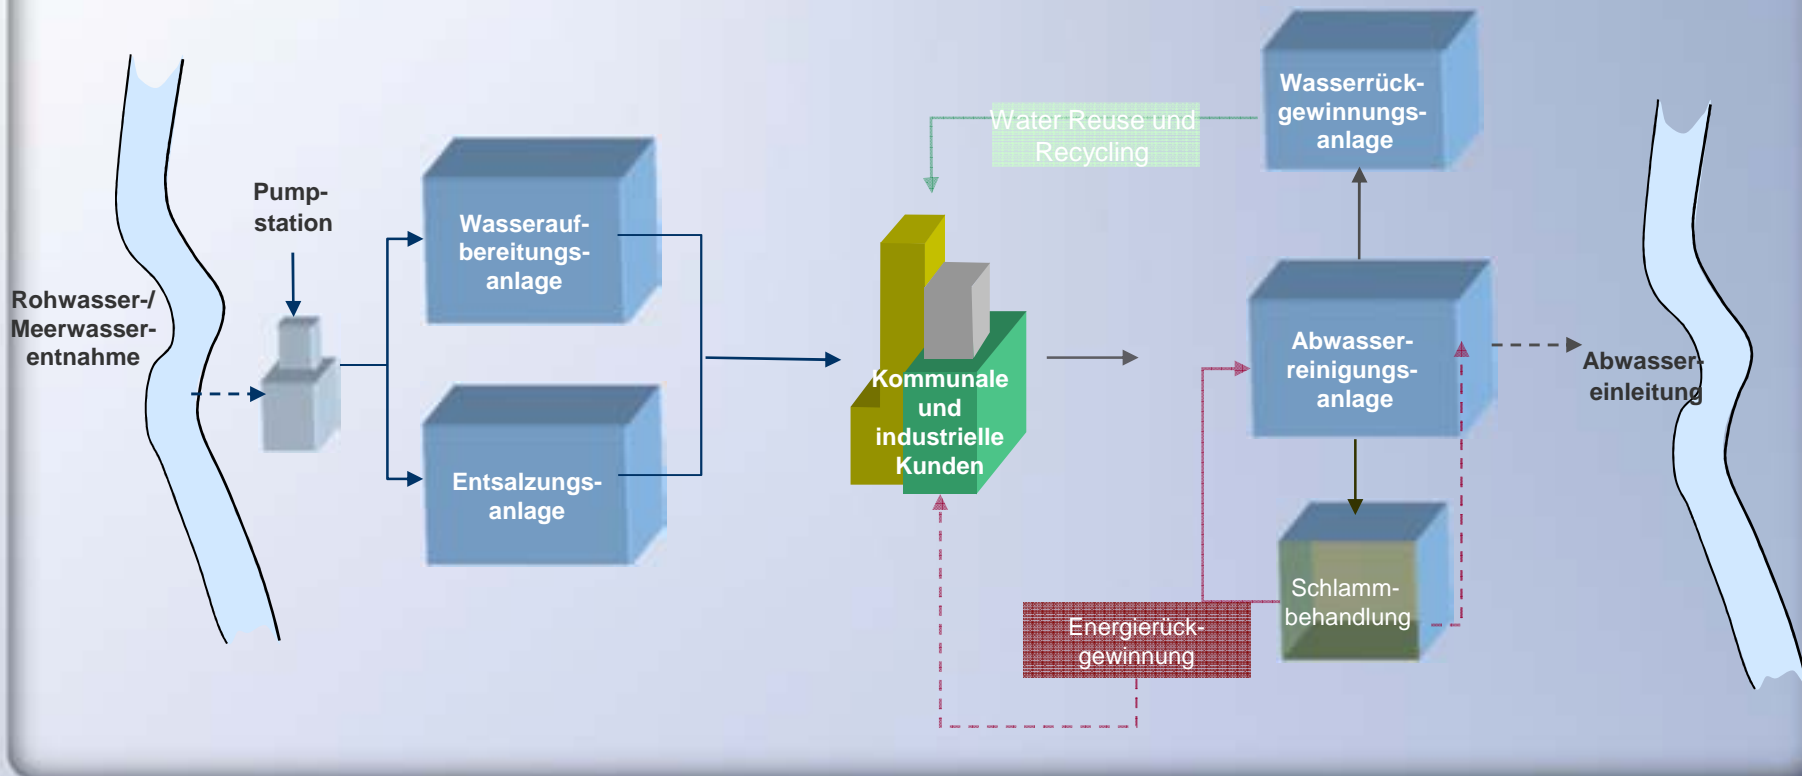 Rohwasser-/
Meerwasser-
entnahme
Pump-
station
Wasserauf-
bereitungs-
anlage
Entsalzungs-
anlage
Water Reuse und
Recycling
Kommunale
und
industrielle
Kunden
Wasserrück-
gewinnungs-
anlage
Abwasser-
reinigungs-
anlage
Schlamm-
behandlung
Energierück-
gewinnung
Abwasser-
einleitung